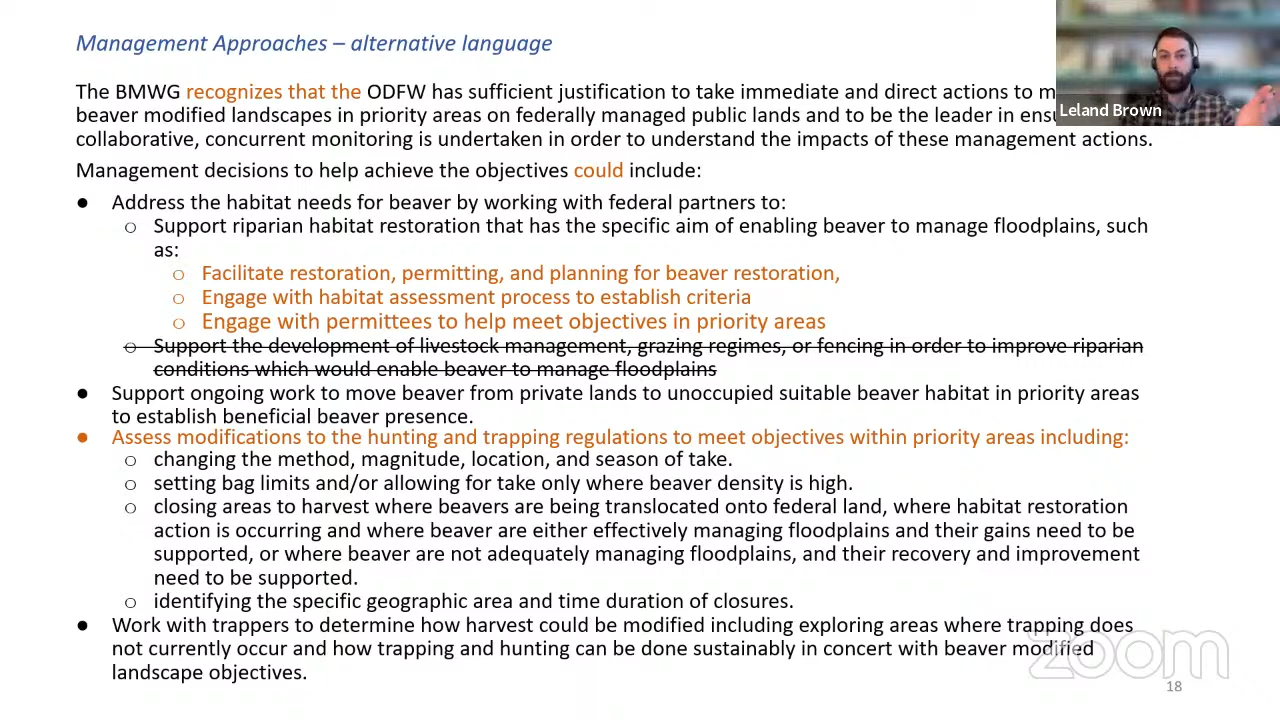 Management Approaches – alternative language
The BMWG recognizes that the ODFW has sufficient justification to take immediate and direct actions to m
beaver modified landscapes in priority areas on federally managed public lands and to be the leader in ensu
collaborative, concurrent monitoring is undertaken in order to understand the impacts of these management actions.
Leland Brown
Management decisions to help achieve the objectives could include:
● Address the habitat needs for beaver by working with federal partners to:
○ Support riparian habitat restoration that has the specific aim of enabling beaver to manage floodplains, such
as:
○ Facilitate restoration, permitting, and planning for beaver restoration,
○ Engage with habitat assessment process to establish criteria
○ Engage with permittees to help meet objectives in priority areas
○ Support the development of livestock management, grazing regimes, or fencing in order to improve riparian
conditions which would enable beaver to manage floodplains
● Support ongoing work to move beaver from private lands to unoccupied suitable beaver habitat in priority areas
to establish beneficial beaver presence.
● Assess modifications to the hunting and trapping regulations to meet objectives within priority areas including:
○ changing the method, magnitude, location, and season of take.
○ setting bag limits and/or allowing for take only where beaver density is high.
○ closing areas to harvest where beavers are being translocated onto federal land, where habitat restoration
action is occurring and where beaver are either effectively managing floodplains and their gains need to be
supported, or where beaver are not adequately managing floodplains, and their recovery and improvement
need to be supported.
○ identifying the specific geographic area and time duration of closures.
● Work with trappers to determine how harvest could be modified including exploring areas where trapping does
not currently occur and how trapping and hunting can be done sustainably in concert with beaver modified
landscape objectives.
zoom
18